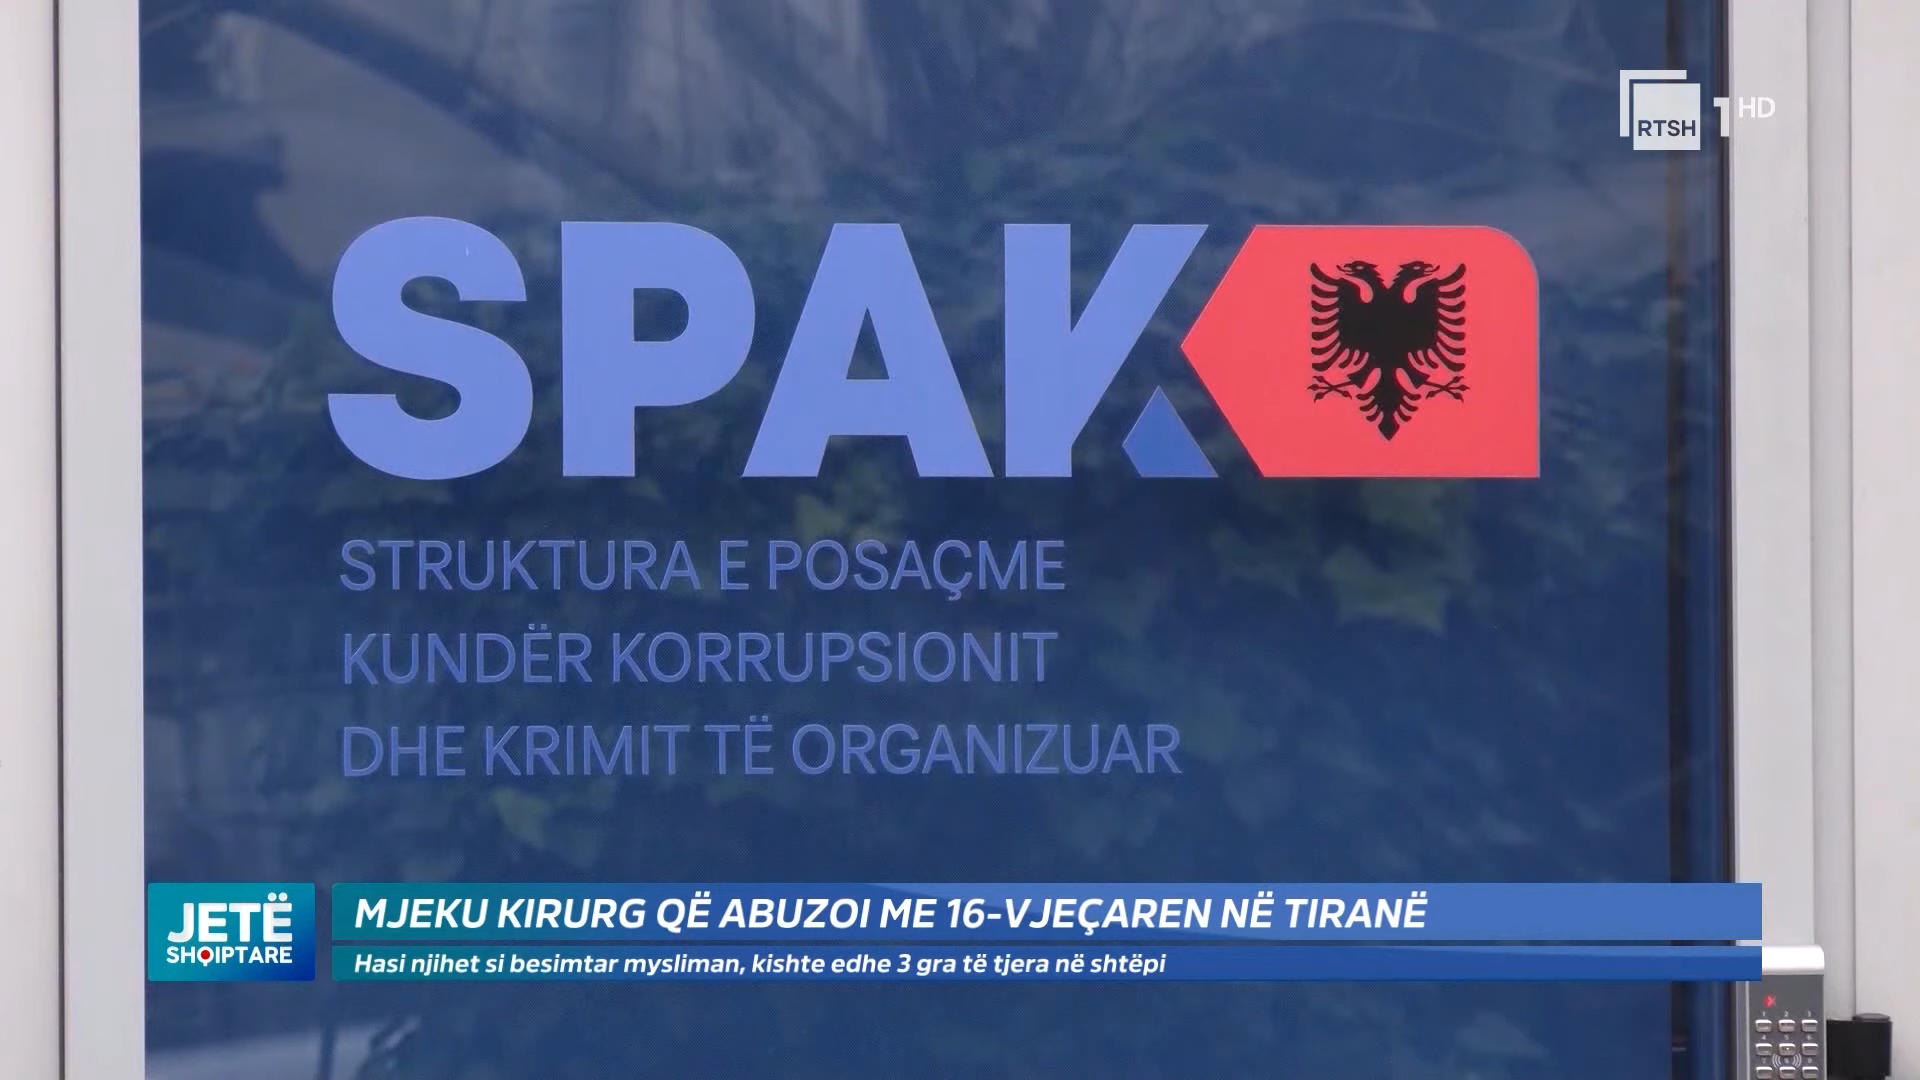 RTSH 1 HD
SPAK
STRUKTURA E POSAÇME
KUNDËR KORRUPSIONIT
DHE KRIMIT TË ORGANIZUAR
JETË
SHQIPTARE
MJEKU KIRURG QË ABUZOI ME 16-VJEÇAREN NË TIRANË
Hasi njihet si besimtar mysliman, kishte edhe 3 gra të tjera në shtëpi